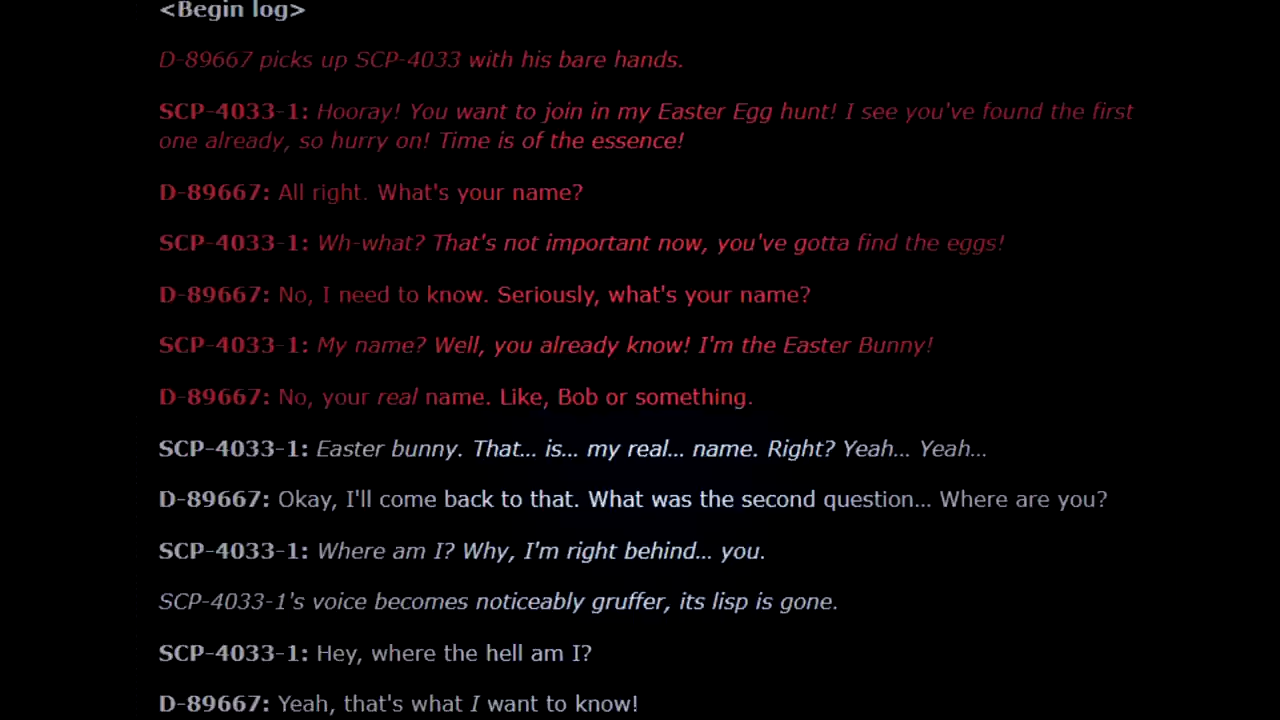 <Begin log>
D-89667 picks up SCP-4033 with his bare hands.
SCP-4033-1: Hooray! You want to join in my Easter Egg hunt! I see you've found the first
one already, so hurry on! Time is of the essence!
D-89667: All right. What's your name?
SCP-4033-1: Wh-what? That's not important now, you've gotta find the eggs!
D-89667: No, I need to know. Seriously, what's your name?
SCP-4033-1: My name? Well, you already know! I'm the Easter Bunny!
D-89667: No, your real name. Like, Bob or something.
SCP-4033-1: Easter bunny. That... is... my real... name. Right? Yeah... Yeah...
D-89667: Okay, I'll come back to that. What was the second question... Where are you?
SCP-4033-1: Where am I? Why, I'm right behind... you.
SCP-4033-1's voice becomes noticeably gruffer, its lisp is gone.
SCP-4033-1: Hey, where the hell am I?
D-89667: Yeah, that's what I want to know!